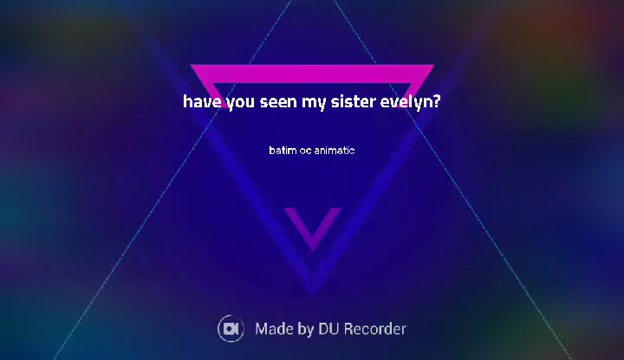 have you seen my sister evelyn?
batim oc animatic
Made by DU Recorder